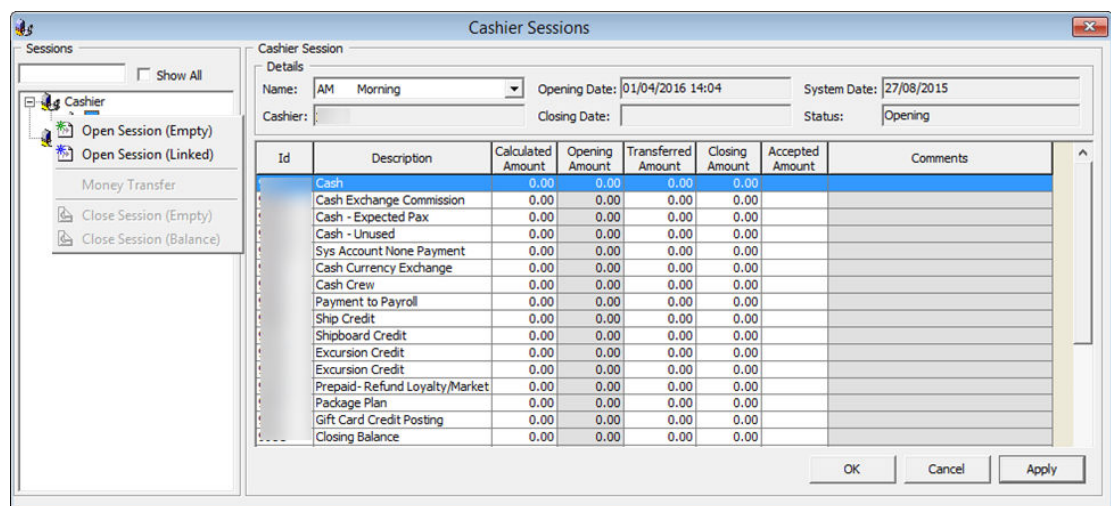 Cashier Sessions
Sessions
Show All
Cashier
Open Session (Empty)
Open Session (Linked)
Money Transfer
Close Session (Empty)
Close Session (Balance)
Cashier Session
Details
Name: AM Morning Opening Date: 01/04/2016 14:04 System Date: 27/08/2015
Cashier: Closing Date: Status: Opening
Id Description Calculated Amount Opening Amount Transferred Amount Closing Amount Accepted Amount Comments
Cash 0.00 0.00 0.00 0.00
Cash Exchange Commission 0.00 0.00 0.00 0.00
Cash - Expected Pax 0.00 0.00 0.00 0.00
Cash - Unused 0.00 0.00 0.00 0.00
Sys Account None Payment 0.00 0.00 0.00 0.00
Cash Currency Exchange 0.00 0.00 0.00 0.00
Cash Crew 0.00 0.00 0.00 0.00
Payment to Payroll 0.00 0.00 0.00 0.00
Ship Credit 0.00 0.00 0.00 0.00
Shipboard Credit 0.00 0.00 0.00 0.00
Excursion Credit 0.00 0.00 0.00 0.00
Excursion Credit 0.00 0.00 0.00 0.00
Prepaid- Refund Loyalty/Market 0.00 0.00 0.00 0.00
Package Plan 0.00 0.00 0.00 0.00
Gift Card Credit Posting 0.00 0.00 0.00 0.00
Closing Balance 0.00 0.00 0.00 0.00
OK Cancel Apply